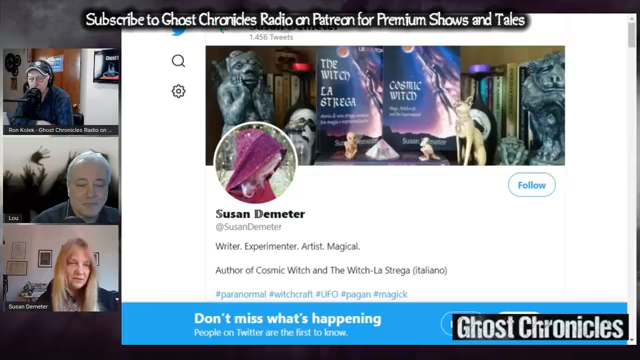 Subscribe to Ghost Chronicles Radio on Patreon for Premium Shows and Tales
Susan Demeter
1,456 Tweets
THE
WITCH
LA
STREGA
COSMIC
WITCH
Susan Demeter
Ron Kolek - Ghost Chronicles Radio on
Lou
Susan Demeter
Follow
Susan Demeter
@SusanDemeter
Writer. Experimenter. Artist. Magical.
Author of Cosmic Witch and The Witch-La Strega (italiano)
#paranormal #witchcraft #UFO #pagan #magick
Don't miss what's happening
People on Twitter are the first to know.
Ghost Chronicles